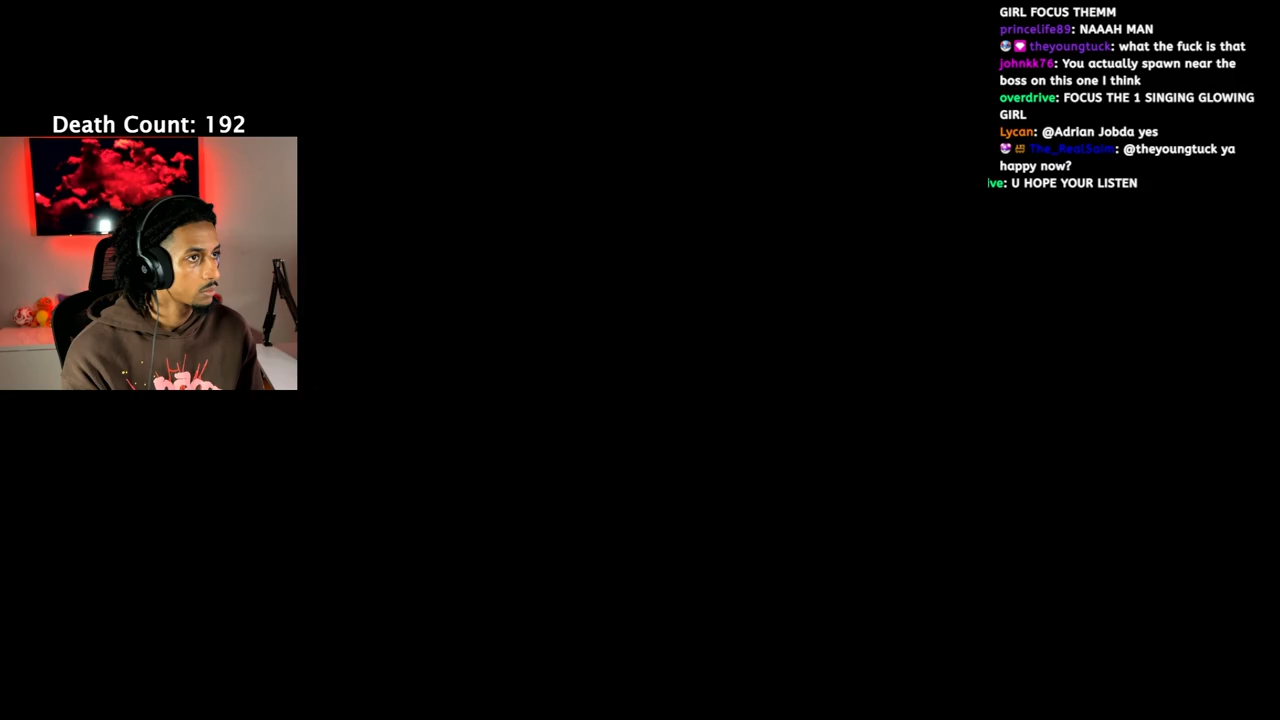 GIRL FOCUS THEMM
princelife89: NAAAH MAN
theyoungtuck: what the fuck is that
johnkk76: You actually spawn near the
boss on this one I think
overdrive: FOCUS THE 1 SINGING GLOWING
GIRL
Lycan: @Adrian Jobda yes
The_RealSaim: @theyoungtuck ya
happy now?
ive: U HOPE YOUR LISTEN
Death Count: 192